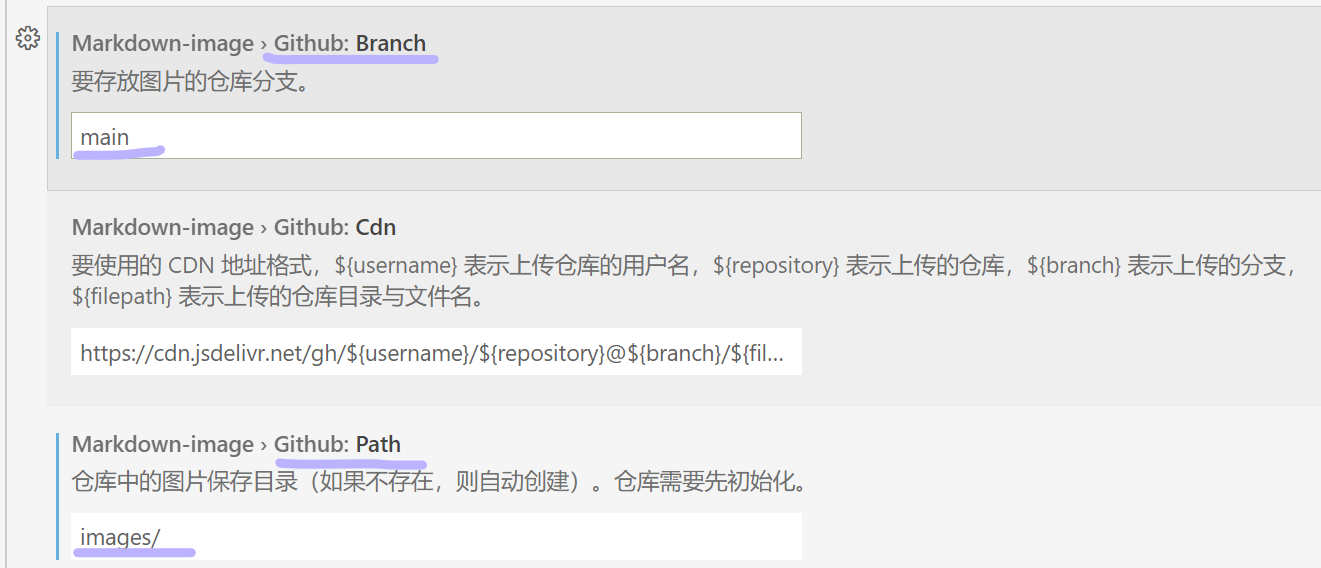 Markdown-image › Github: Branch
要存放图片的仓库分支。
main
Markdown-image › Github: Cdn
要使用的 CDN 地址格式，${username} 表示上传仓库的用户名，${repository} 表示上传的仓库，${branch} 表示上传的分支，
${filepath} 表示上传的仓库目录与文件名。
https://cdn.jsdelivr.net/gh/${username}/${repository}@${branch}/${fil...
Markdown-image › Github: Path
仓库中的图片保存目录（如果不存在，则自动创建）。仓库需要先初始化。
images/